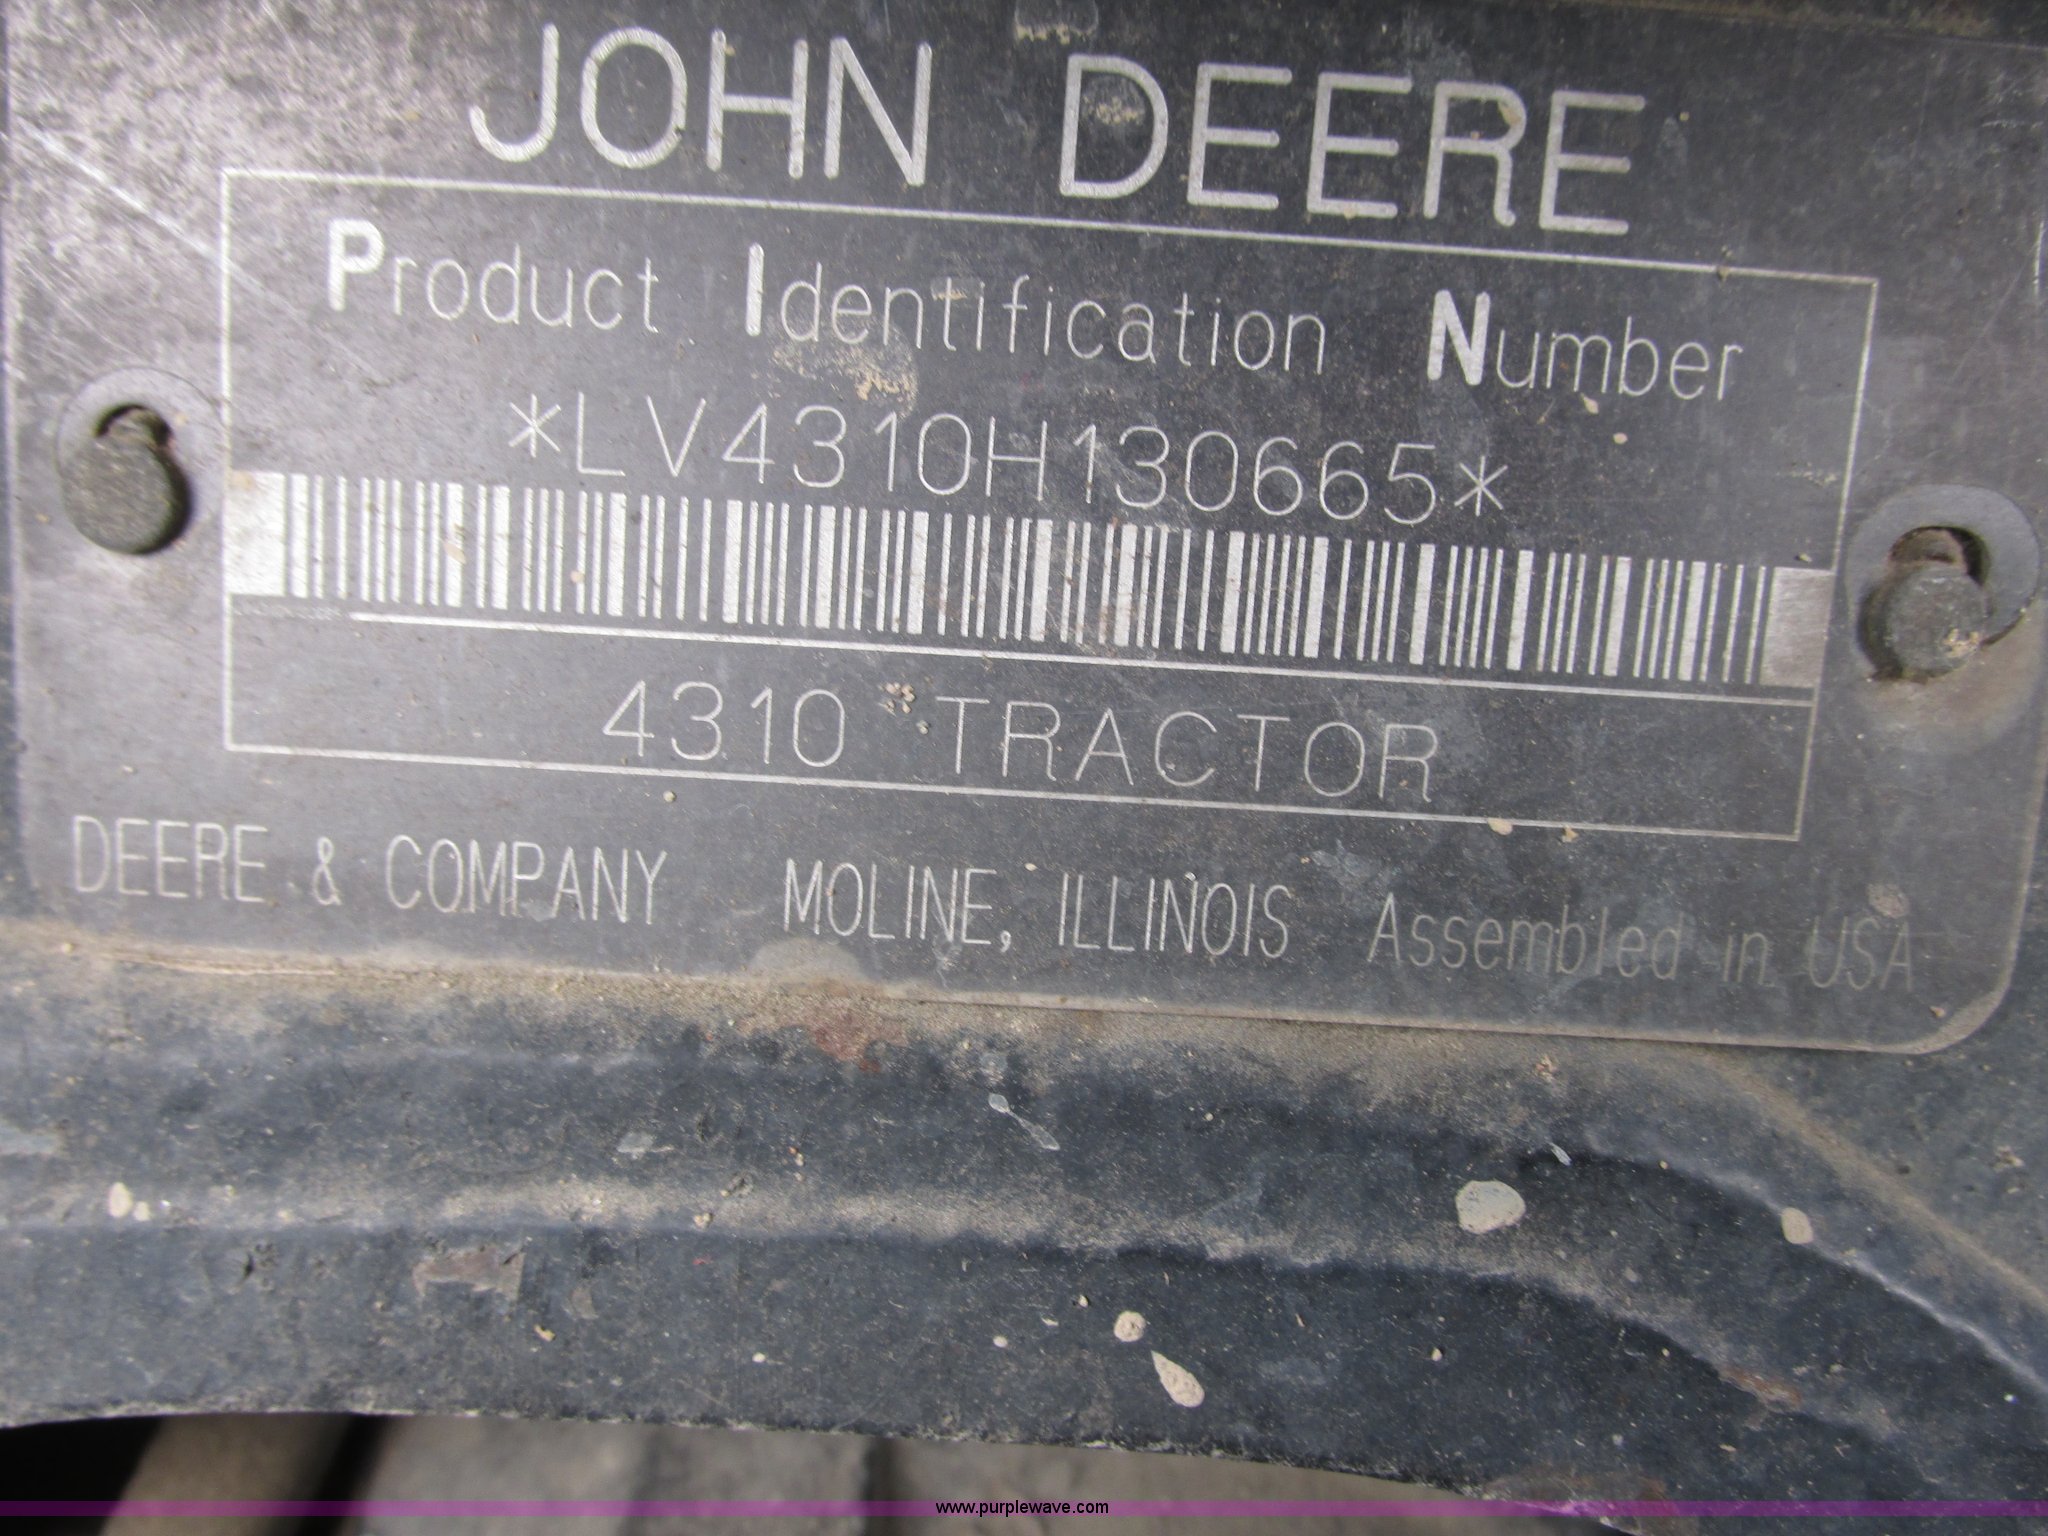 JOHN DEERE
Product Identification Number
*LV4310H130665*
4310 TRACTOR
DEERE & COMPANY MOLINE, ILLINOIS Assembled in USA
www.purplewave.com